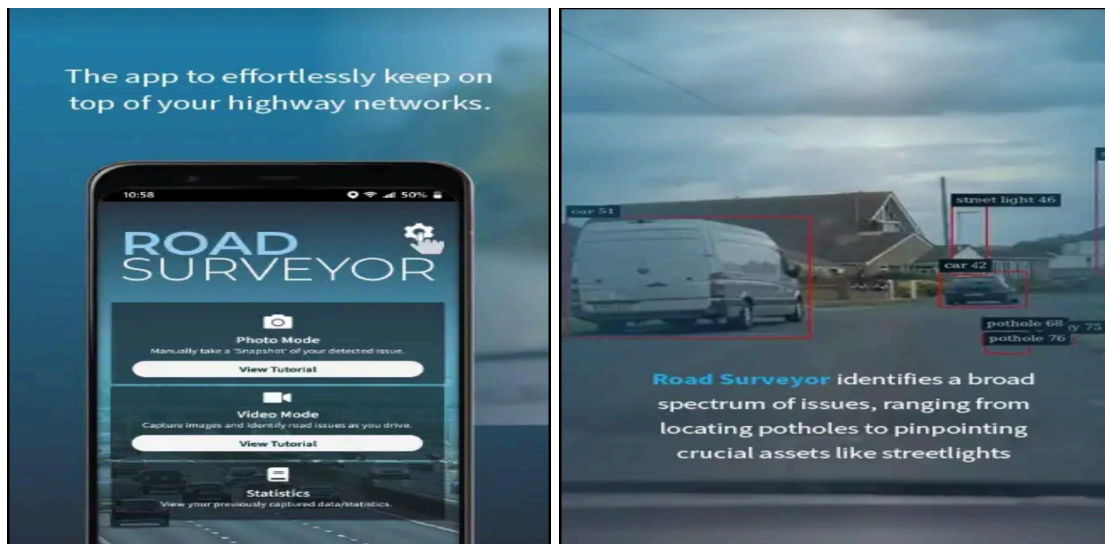 The app to effortlessly keep on
top of your highway networks.
10:58
50%
ROAD
SURVEYOR
Photo Mode
Manually take a 'Snapshot' of your detected issue.
View Tutorial
Video Mode
Capture images and identify road issues as you drive.
View Tutorial
Statistics
View your previously captured data/statistics.
car 51
street light 46
car 42
pothole 68
y 75
pothole 76
Road Surveyor identifies a broad
spectrum of issues, ranging from
locating potholes to pinpointing
crucial assets like streetlights